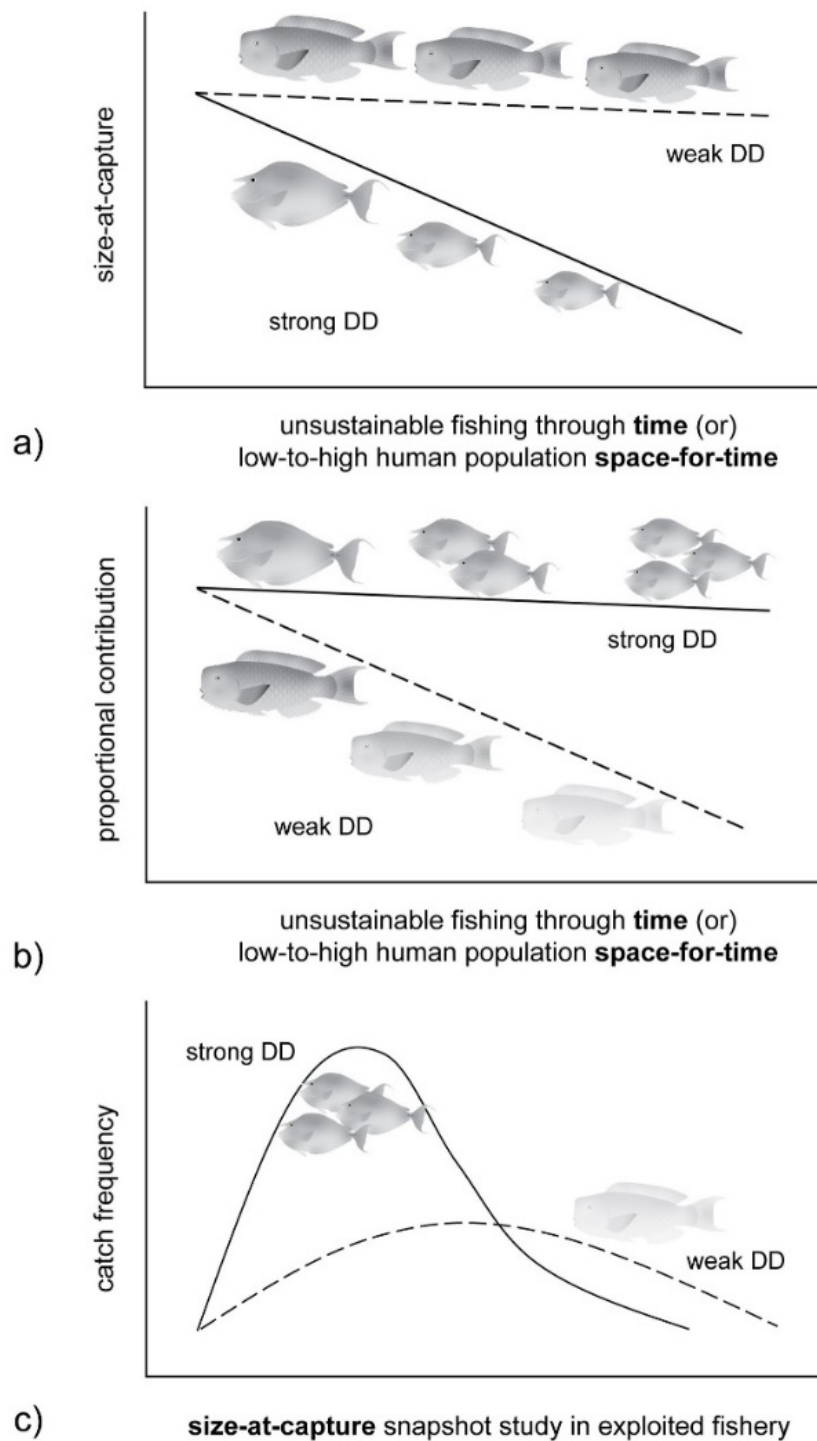 size-at-capture
weak DD
strong DD
a)
unsustainable fishing through time (or)
low-to-high human population space-for-time
proportional contribution
strong DD
weak DD
b)
unsustainable fishing through time (or)
low-to-high human population space-for-time
catch frequency
strong DD
weak DD
c)
size-at-capture snapshot study in exploited fishery